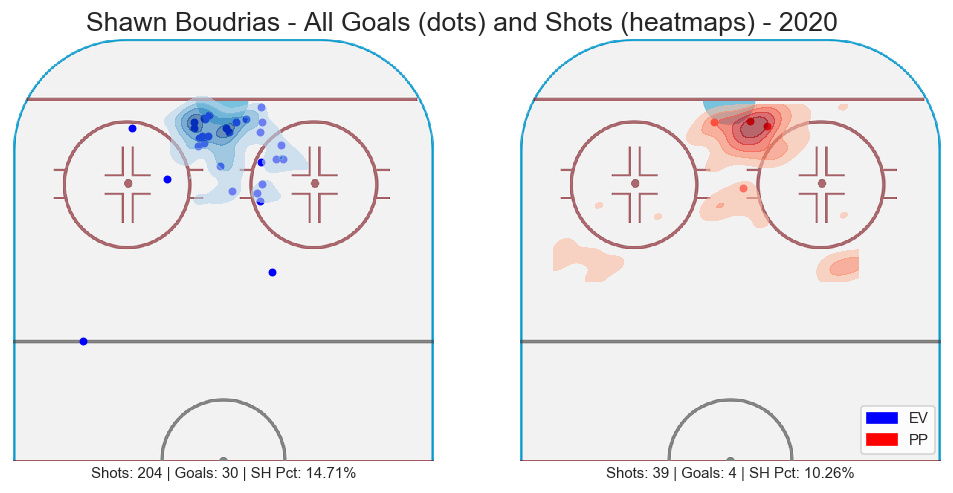 Shawn Boudrias - All Goals (dots) and Shots (heatmaps) - 2020
EV
PP
Shots: 204 | Goals: 30 | SH Pct: 14.71%
Shots: 39 | Goals: 4 | SH Pct: 10.26%